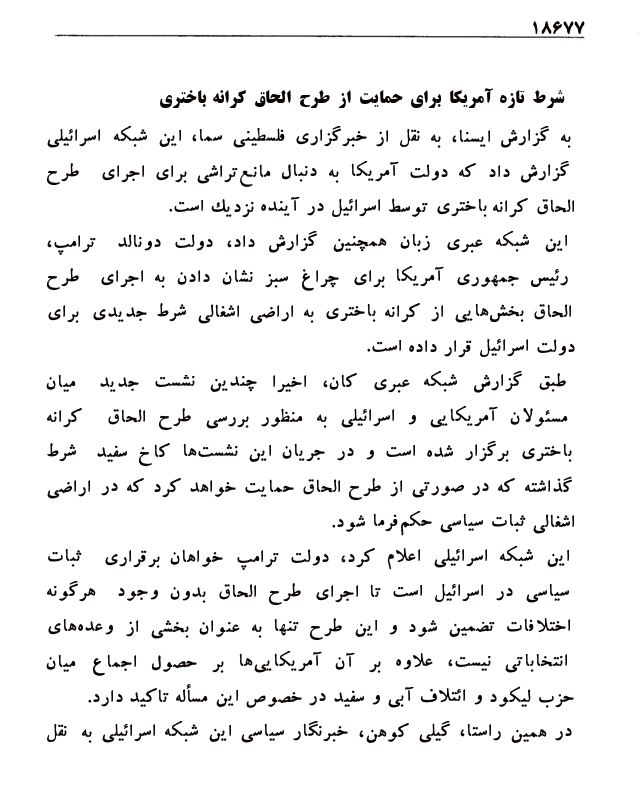 ۱۸۶۷۷
شرط تازه آمریکا برای حمایت از طرح الحاق کرانه باختری
به گزارش ایسنا، به نقل از خبرگزاری فلسطینی سما، این شبکه اسرائیلی
گزارش داد که دولت آمریکا به دنبال مانع‌تراشی برای اجرای طرح
الحاق کرانه باختری توسط اسرائیل در آینده نزدیك است.
این شبکه عبری زبان همچنین گزارش داد، دولت دونالد ترامپ،
رئیس جمهوری آمریکا برای چراغ سبز نشان دادن به اجرای طرح
الحاق بخش‌هایی از کرانه باختری به اراضی اشغالی شرط جدیدی برای
دولت اسرائیل قرار داده است.
طبق گزارش شبکه عبری کان، اخیرا چندین نشست جدید میان
مسئولان آمریکایی و اسرائیلی به منظور بررسی طرح الحاق کرانه
باختری برگزار شده است و در جریان این نشست‌ها کاخ سفید شرط
گذاشته که در صورتی از طرح الحاق حمایت خواهد کرد که در اراضی
اشغالی ثبات سیاسی حکم‌فرما شود.
این شبکه اسرائیلی اعلام کرد، دولت ترامپ خواهان برقراری ثبات
سیاسی در اسرائیل است تا اجرای طرح الحاق بدون وجود هرگونه
اختلافات تضمین شود و این طرح تنها به عنوان بخشی از وعده‌های
انتخاباتی نیست، علاوه بر آن آمریکایی‌ها بر حصول اجماع میان
حزب لیکود و ائتلاف آبی و سفید در خصوص این مسأله تاکید دارد.
در همین راستا، گیلی کوهن، خبرنگار سیاسی این شبکه اسرائیلی به نقل